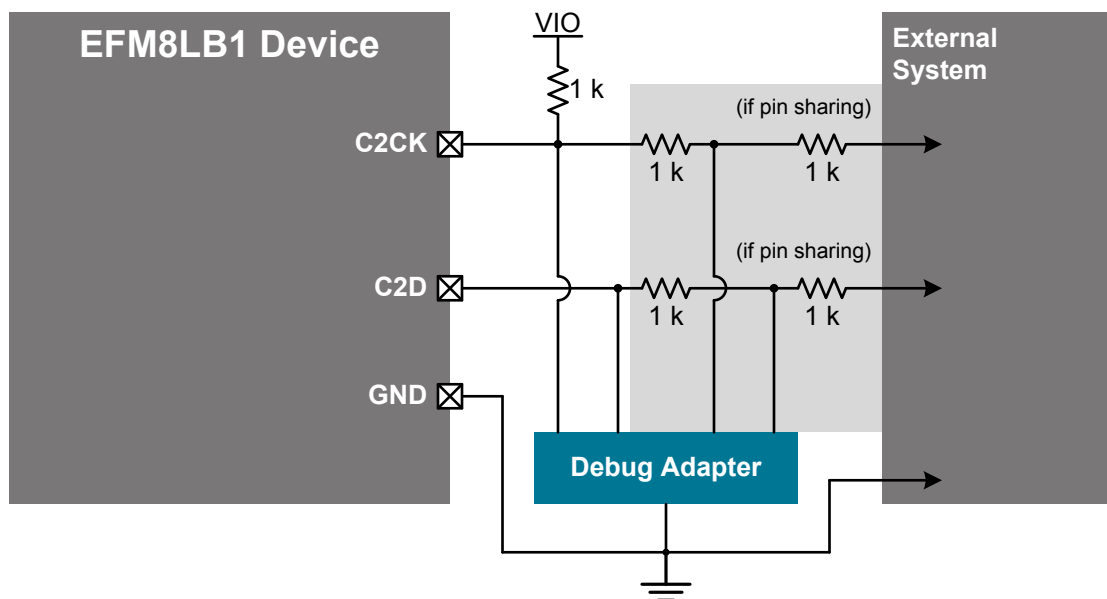 VIO
EFM8LB1 Device
External
System
1 k
(if pin sharing)
C2CK
1 k
1 k
(if pin sharing)
C2D
1 k
1 k
GND
Debug Adapter